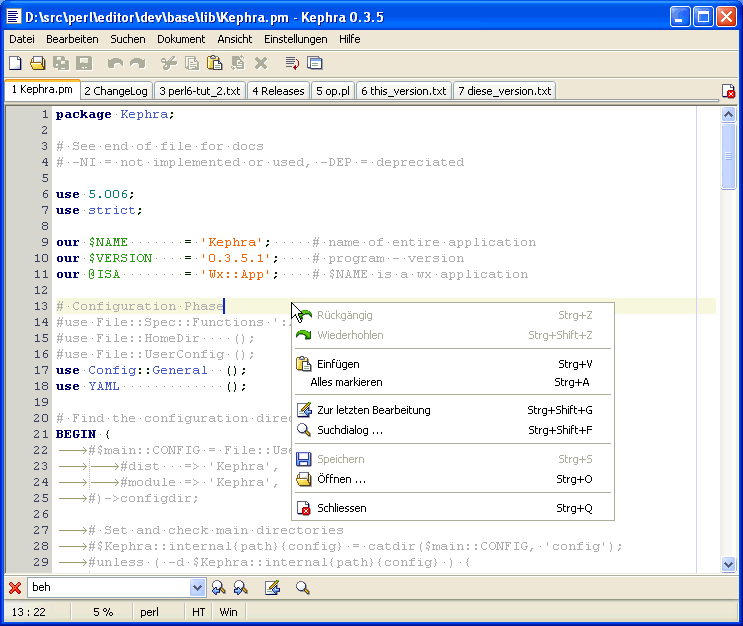 D:\src\perl\editor\dev\base\lib\Kephra.pm - Kephra 0.3.5
Datei Bearbeiten Suchen Dokument Ansicht Einstellungen Hilfe
1 Kephra.pm 2 ChangeLog 3 perl6-tut_2.txt 4 Releases 5 op.pl 6 this_version.txt 7 diese_version.txt
1 package Kephra;
2
3 # See end of file for docs
4 # -NI = not implemented or used, -DEP = depreciated
5
6 use 5.006;
7 use strict;
8
9 our $NAME = 'Kephra'; # name of entire application
10 our $VERSION = '0.3.5.1'; # program - version
11 our @ISA = 'Wx::App'; # $NAME is a wx application
12
13 # Configuration Phase
14 #use File::Spec::Functions ':
15 #use File::HomeDir ();
16 #use File::UserConfig ();
17 use Config::General ();
18 use YAML ();
19
20 # Find the configuration direc
21 BEGIN {
22 #$main::CONFIG = File::Use
23 #dist => 'Kephra',
24 #module => 'Kephra',
25 #)->configdir;
26
27 # Set and check main directories
28 #$Kephra::internal{path}{config} = catdir($main::CONFIG, 'config');
29 #unless ( -d $Kephra::internal{path}{config} ) {
Rückgängig Strg+Z
Wiederhohlen Strg+Shift+Z
Einfügen Strg+V
Alles markieren Strg+A
Zur letzten Bearbeitung Strg+Shift+G
Suchdialog ... Strg+Shift+F
Speichern Strg+S
Öffnen ... Strg+O
Schliessen Strg+Q
beh
13 : 22 5 % perl HT Win